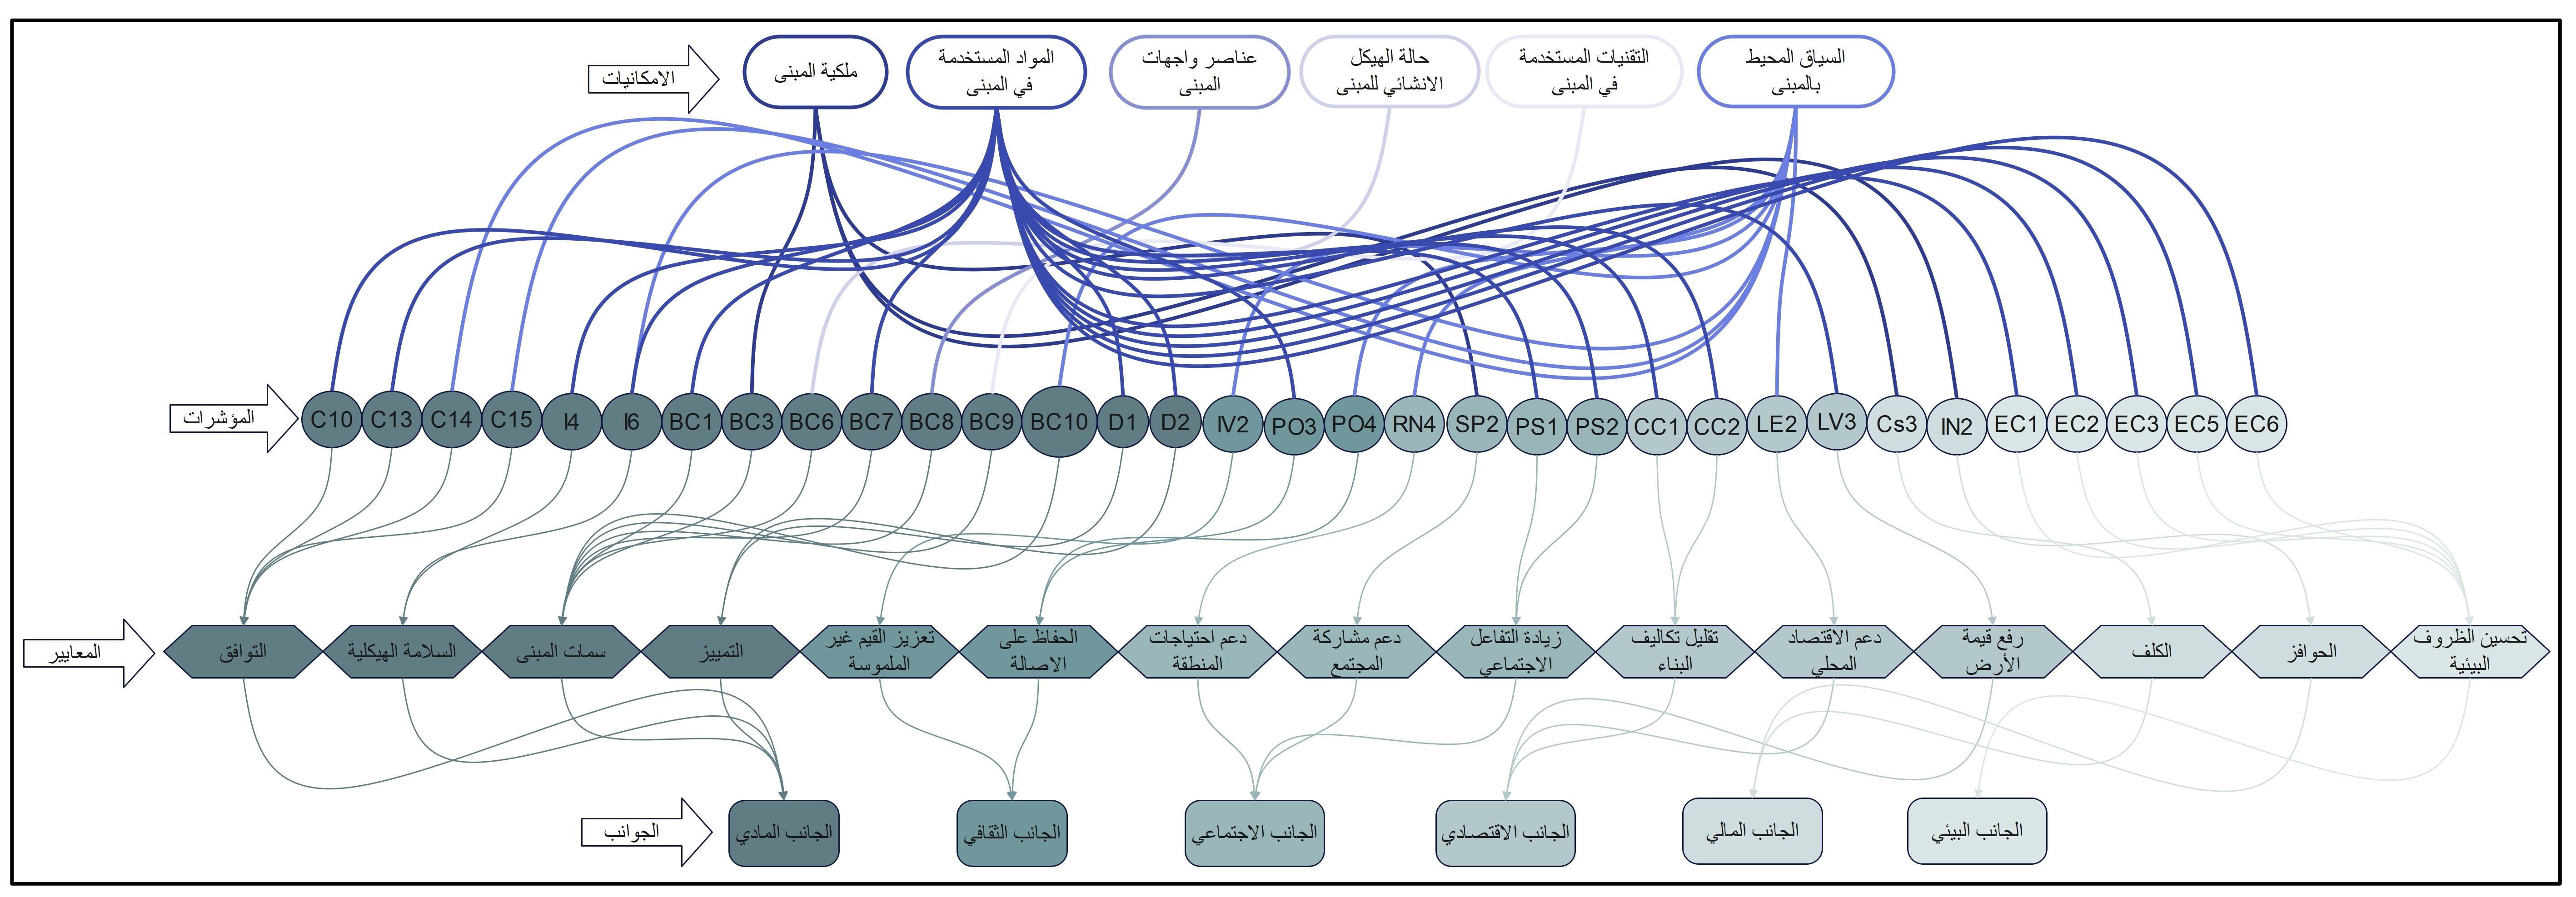 الامكانيات
ملكية المبنى
المواد المستخدمة
في المبنى
عناصر واجهات
المبنى
حالة الهيكل
الانشائي للمبنى
التقنيات المستخدمة
في المبنى
السياق المحيط
بالمبنى
المؤشرات
C10
C13
C14
C15
I4
I6
BC1
BC3
BC6
BC7
BC8
BC9
BC10
D1
D2
IV2
PO3
PO4
RN4
SP2
PS1
PS2
CC1
CC2
LE2
LV3
Cs3
IN2
EC1
EC2
EC3
EC5
EC6
المعايير
التوافق
السلامة الهيكلية
سمات المبنى
التمييز
تعزيز القيم غير
الملموسة
الحفاظ على
الاصالة
دعم احتياجات
المنطقة
دعم مشاركة
المجتمع
زيادة التفاعل
الاجتماعي
تقليل تكاليف
البناء
دعم الاقتصاد
المحلي
رفع قيمة
الأرض
الكلف
الحوافز
تحسين الظروف
البيئية
الجوانب
الجانب المادي
الجانب الثقافي
الجانب الاجتماعي
الجانب الاقتصادي
الجانب المالي
الجانب البيئي